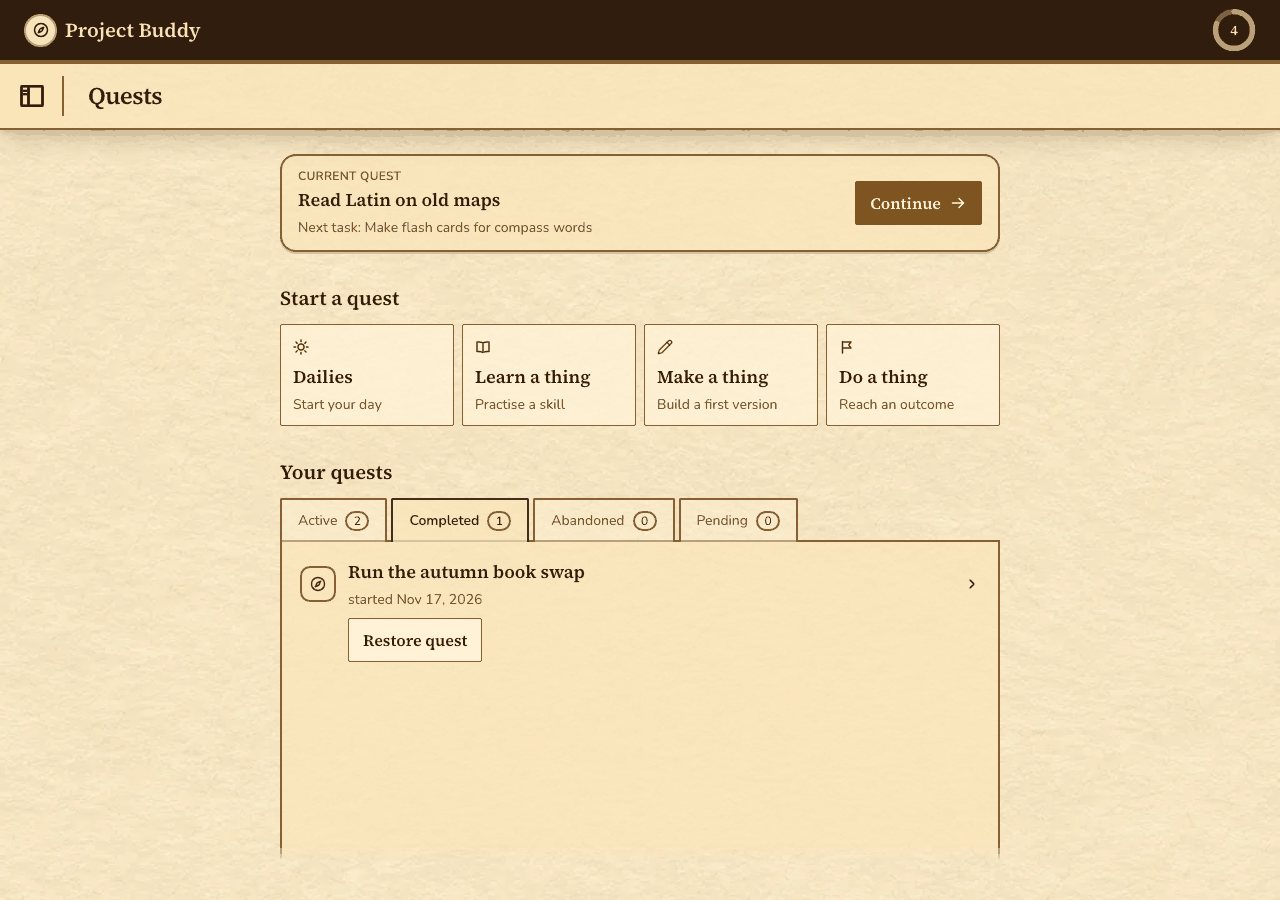 Project Buddy
4
Quests
CURRENT QUEST
Read Latin on old maps
Next task: Make flash cards for compass words
Continue
Start a quest
Dailies
Start your day
Learn a thing
Practise a skill
Make a thing
Build a first version
Do a thing
Reach an outcome
Your quests
Active 2
Completed 1
Abandoned 0
Pending 0
Run the autumn book swap
started Nov 17, 2026
Restore quest